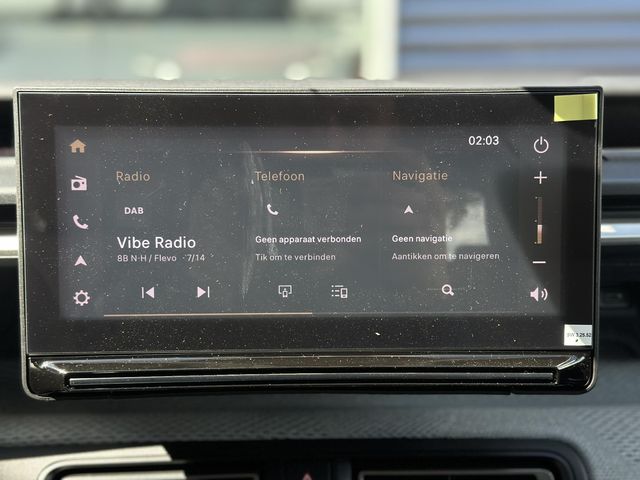 02:03
Radio
Telefoon
Navigatie
DAB
Vibe Radio
8B N-H / Flevo · 7/14
Geen apparaat verbonden
Tik om te verbinden
Geen navigatie
Aantikken om te navigeren